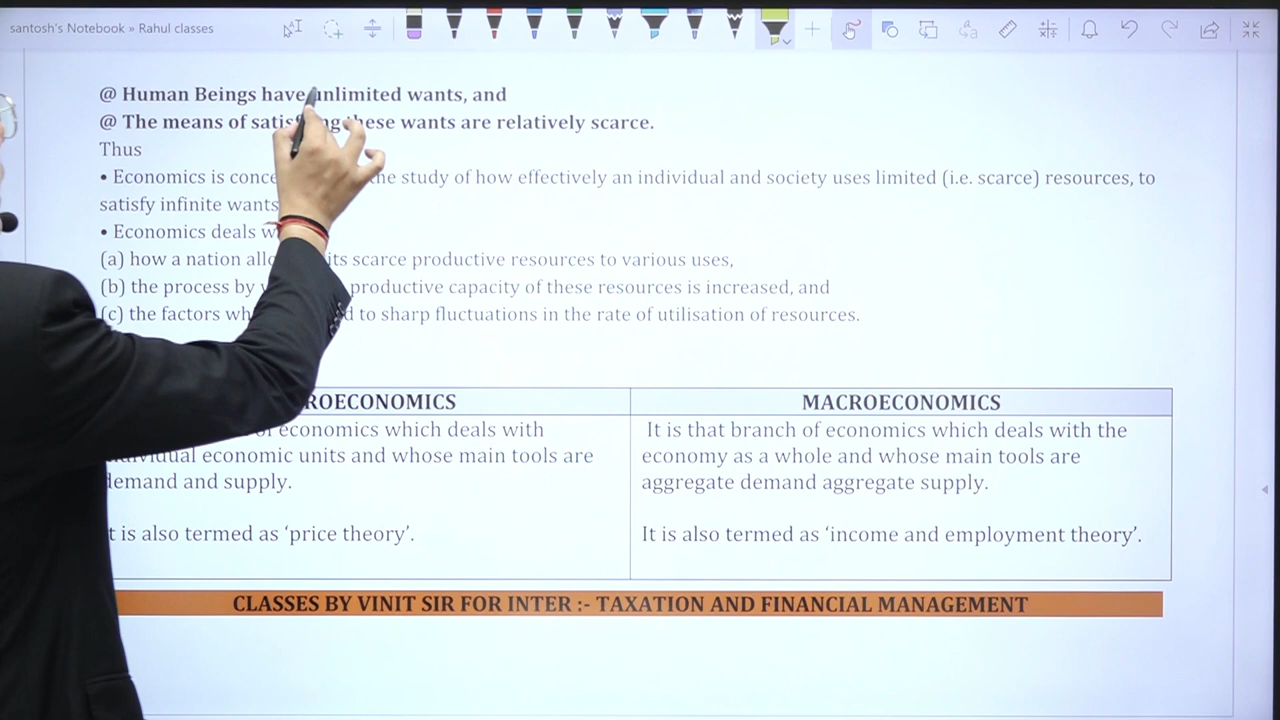 santosh's Notebook » Rahul classes
@ Human Beings have unlimited wants, and
@ The means of satisf ng these wants are relatively scarce.
Thus
• Economics is conce he study of how effectively an individual and society uses limited (i.e. scarce) resources, to
satisfy infinite wants
• Economics deals w
(a) how a nation allo its scarce productive resources to various uses,
(b) the process by productive capacity of these resources is increased, and
(c) the factors wh d to sharp fluctuations in the rate of utilisation of resources.
ROECONOMICS MACROECONOMICS
economics which deals with It is that branch of economics which deals with the
individual economic units and whose main tools are economy as a whole and whose main tools are
demand and supply. aggregate demand aggregate supply.
t is also termed as ‘price theory’. It is also termed as ‘income and employment theory’.
CLASSES BY VINIT SIR FOR INTER :- TAXATION AND FINANCIAL MANAGEMENT